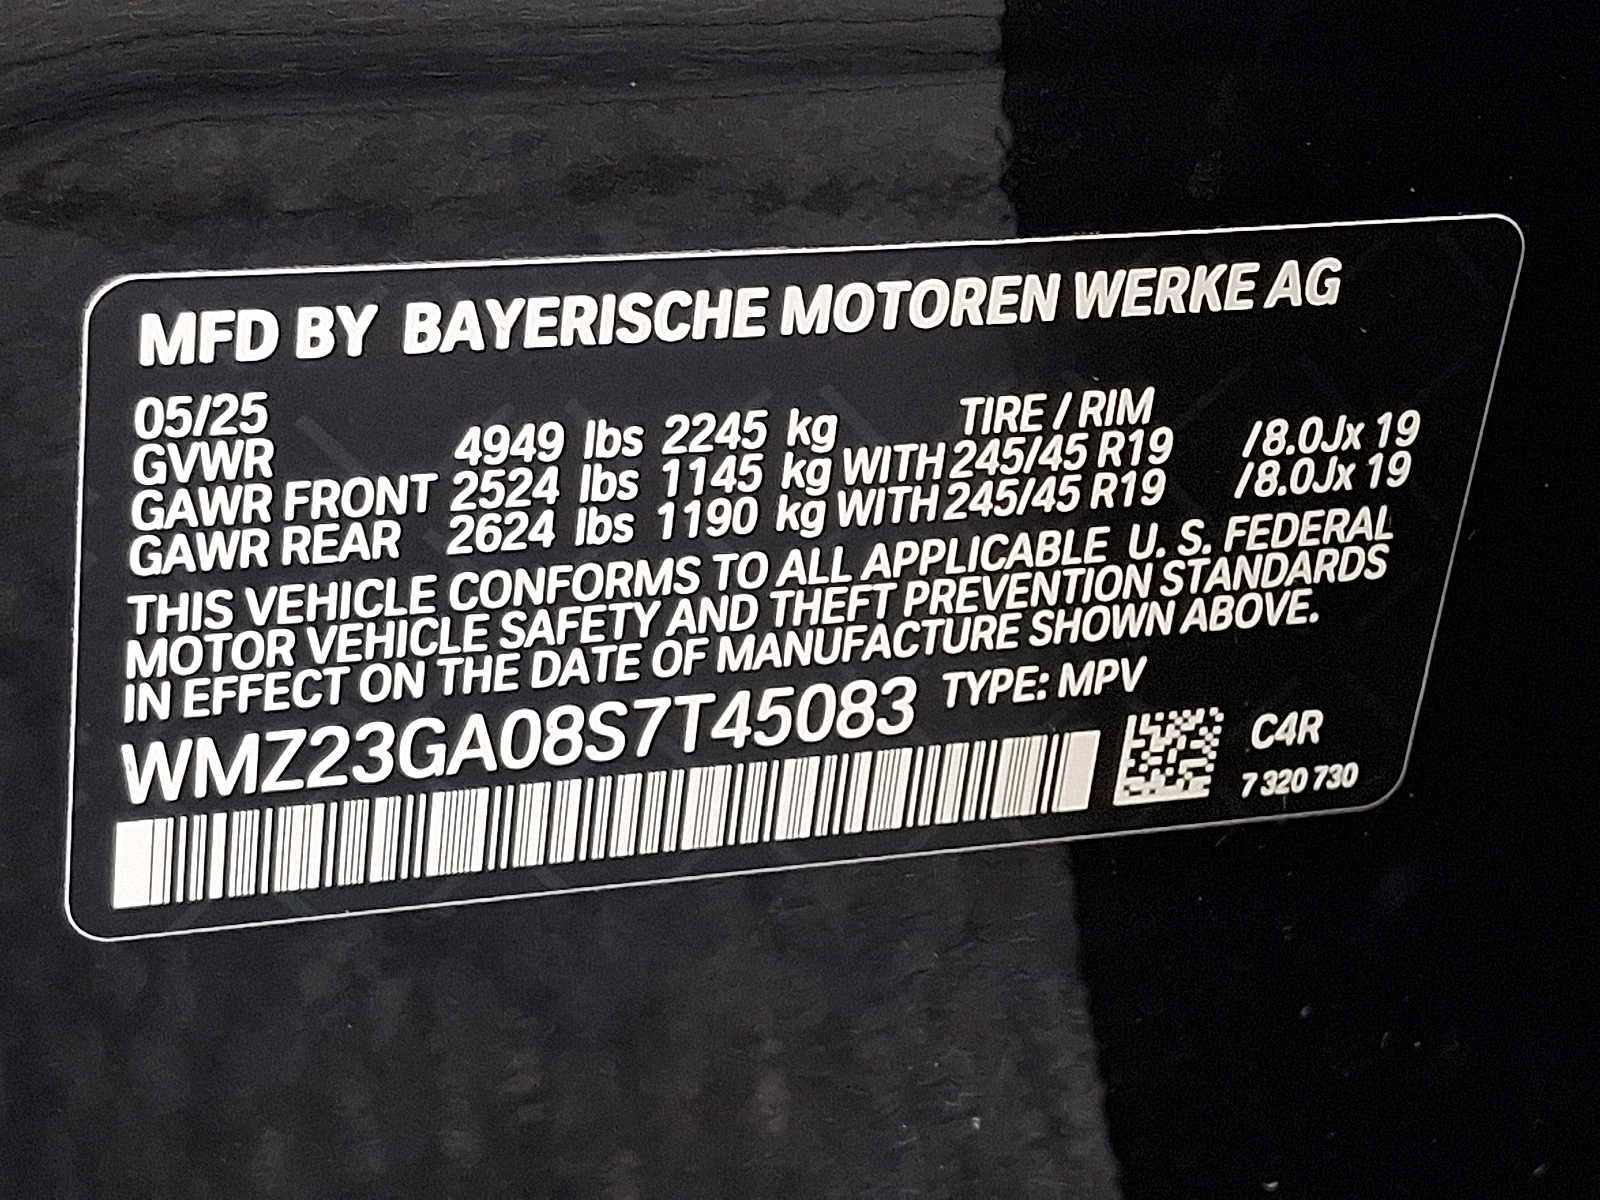 MFD BY BAYERISCHE MOTOREN WERKE AG
05/25 TIRE / RIM
GVWR 4949 lbs 2245 kg
GAWR FRONT 2524 lbs 1145 kg WITH 245/45 R19 /8.0Jx 19
GAWR REAR 2624 lbs 1190 kg WITH 245/45 R19 /8.0Jx 19
THIS VEHICLE CONFORMS TO ALL APPLICABLE U. S. FEDERAL
MOTOR VEHICLE SAFETY AND THEFT PREVENTION STANDARDS
IN EFFECT ON THE DATE OF MANUFACTURE SHOWN ABOVE.
WMZ23GA08S7T45083 TYPE: MPV
C4R
7 320 730